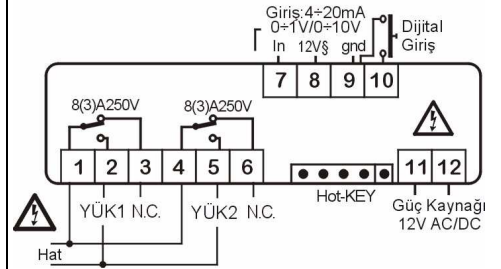 Giriş:4÷20mA
0÷1V/0÷10V
Dijital
Giriş
In 12V§ gnd
7 8 9 10
8(3)A250V 8(3)A250V
1 2 3 4 5 6
11 12
Hot-KEY
YÜK1 N.C. YÜK2 N.C.
Güç Kaynağı
12V AC/DC
Hat